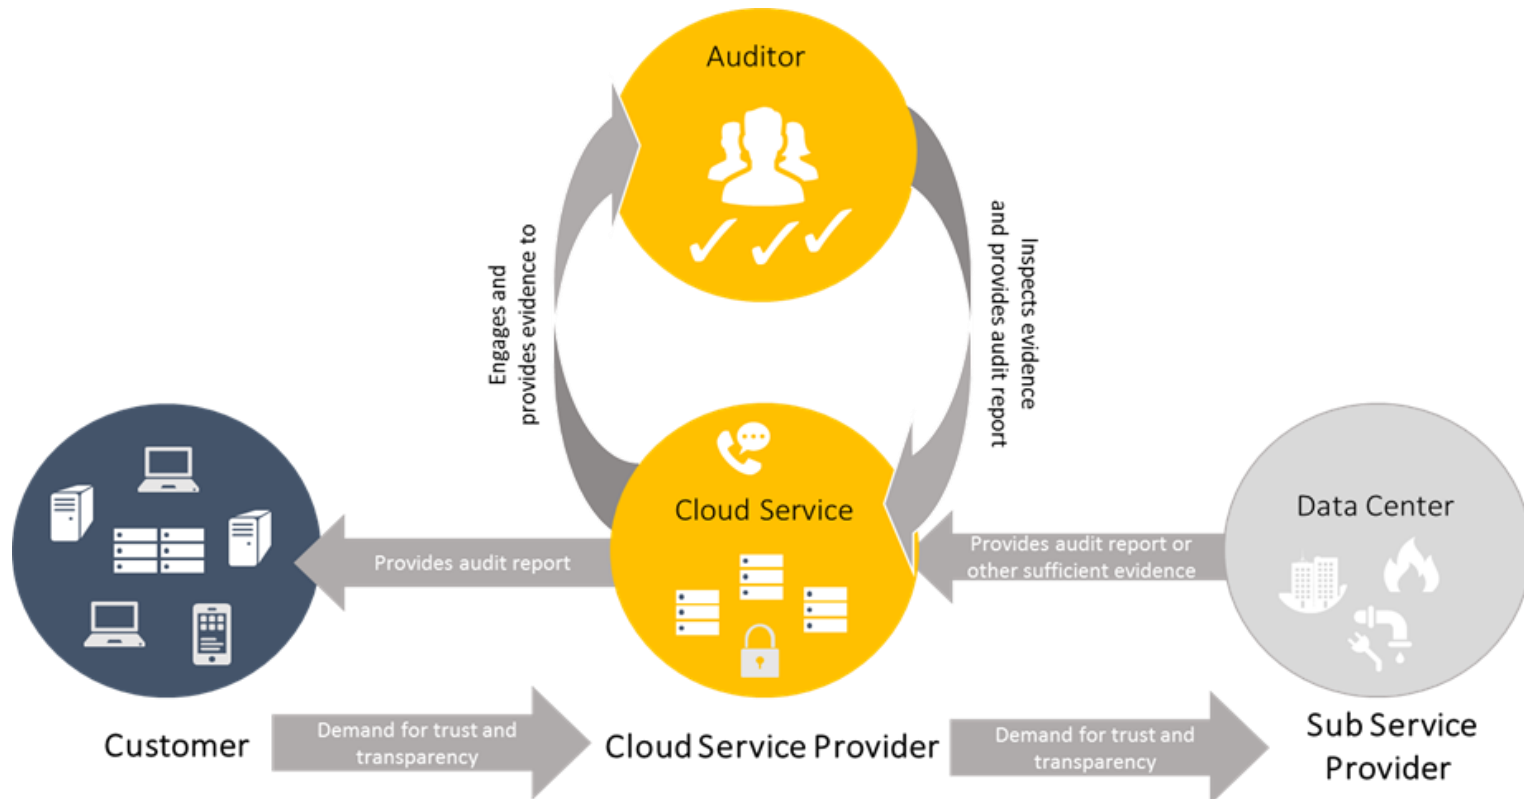 Auditor
Engages and
provides evidence to
Inspects evidence
and provides audit report
Cloud Service
Data Center
Provides audit report
Provides audit report or
other sufficient evidence
Customer
Demand for trust and
transparency
Cloud Service Provider
Demand for trust and
transparency
Sub Service
Provider